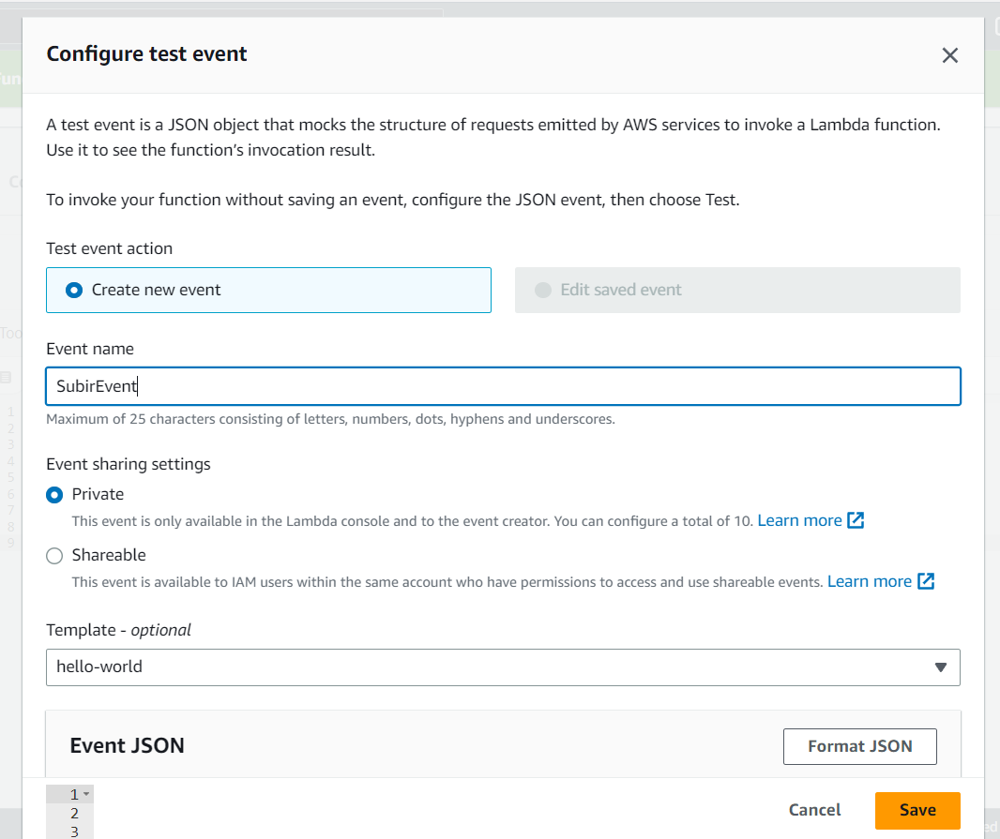 Configure test event
A test event is a JSON object that mocks the structure of requests emitted by AWS services to invoke a Lambda function.
Use it to see the function’s invocation result.
To invoke your function without saving an event, configure the JSON event, then choose Test.
Test event action
Create new event
Edit saved event
Event name
SubirEvent
Maximum of 25 characters consisting of letters, numbers, dots, hyphens and underscores.
Event sharing settings
Private
This event is only available in the Lambda console and to the event creator. You can configure a total of 10. Learn more
Shareable
This event is available to IAM users within the same account who have permissions to access and use shareable events. Learn more
Template - optional
hello-world
Event JSON
Format JSON
1
2
3
Cancel
Save